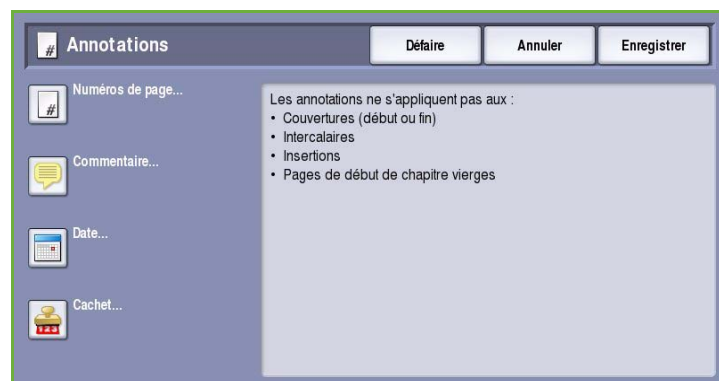 Annotations
Défaire
Annuler
Enregistrer
Numéros de page...
Commentaire...
Date...
Cachet...
Les annotations ne s'appliquent pas aux :
• Couvertures (début ou fin)
• Intercalaires
• Insertions
• Pages de début de chapitre vierges